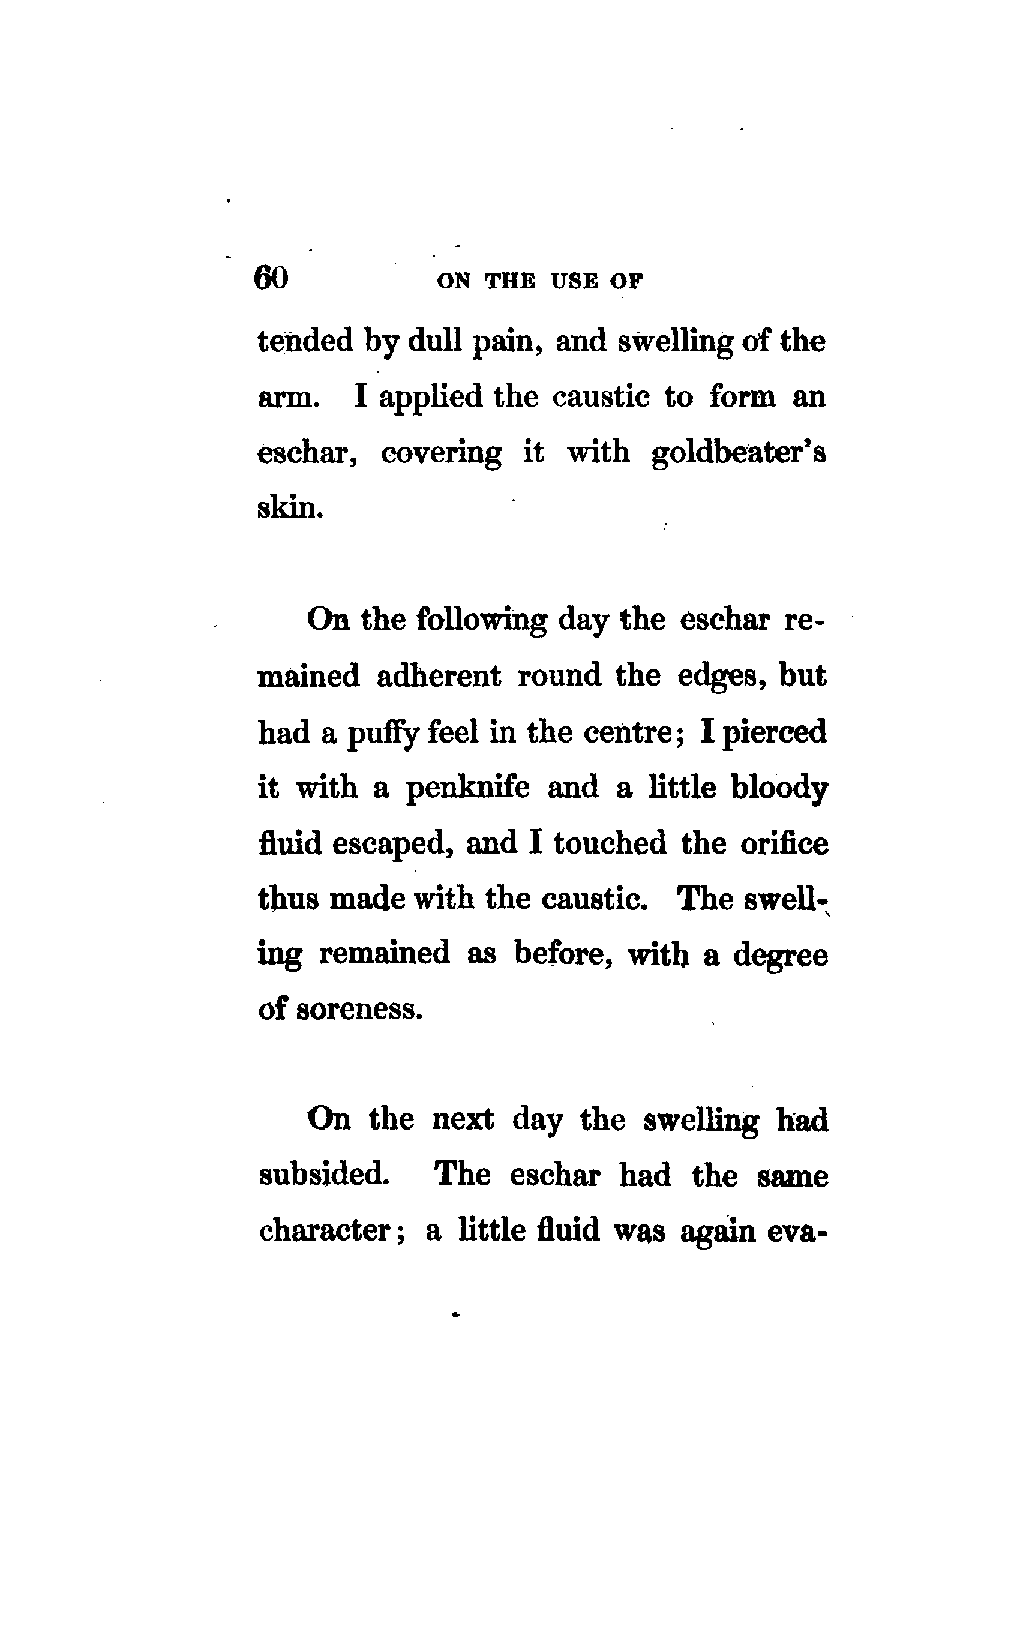 60 ON THE USE OF
tended by dull pain, and swelling of the
arm. I applied the caustic to form an
eschar, covering it with goldbeater's
skin.
On the following day the eschar re-
mained adherent round the edges, but
had a puffy feel in the centre; I pierced
it with a penknife and a little bloody
fluid escaped, and I touched the orifice
thus made with the caustic. The swell-
ing remained as before, with a degree
of soreness.
On the next day the swelling had
subsided. The eschar had the same
character; a little fluid was again eva-